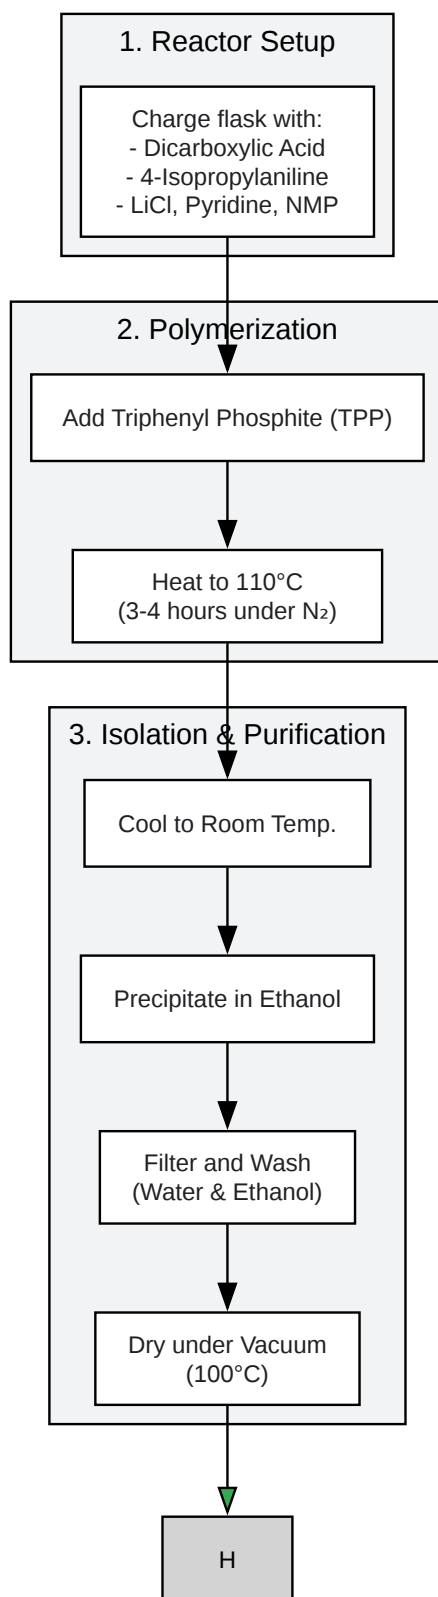 1. Reactor Setup
Charge flask with:
- Dicarboxylic Acid
- 4-Isopropylaniline
- LiCl, Pyridine, NMP
2. Polymerization
Add Triphenyl Phosphite (TPP)
Heat to 110°C
(3-4 hours under N₂)
3. Isolation & Purification
Cool to Room Temp.
Precipitate in Ethanol
Filter and Wash
(Water & Ethanol)
Dry under Vacuum
(100°C)
H